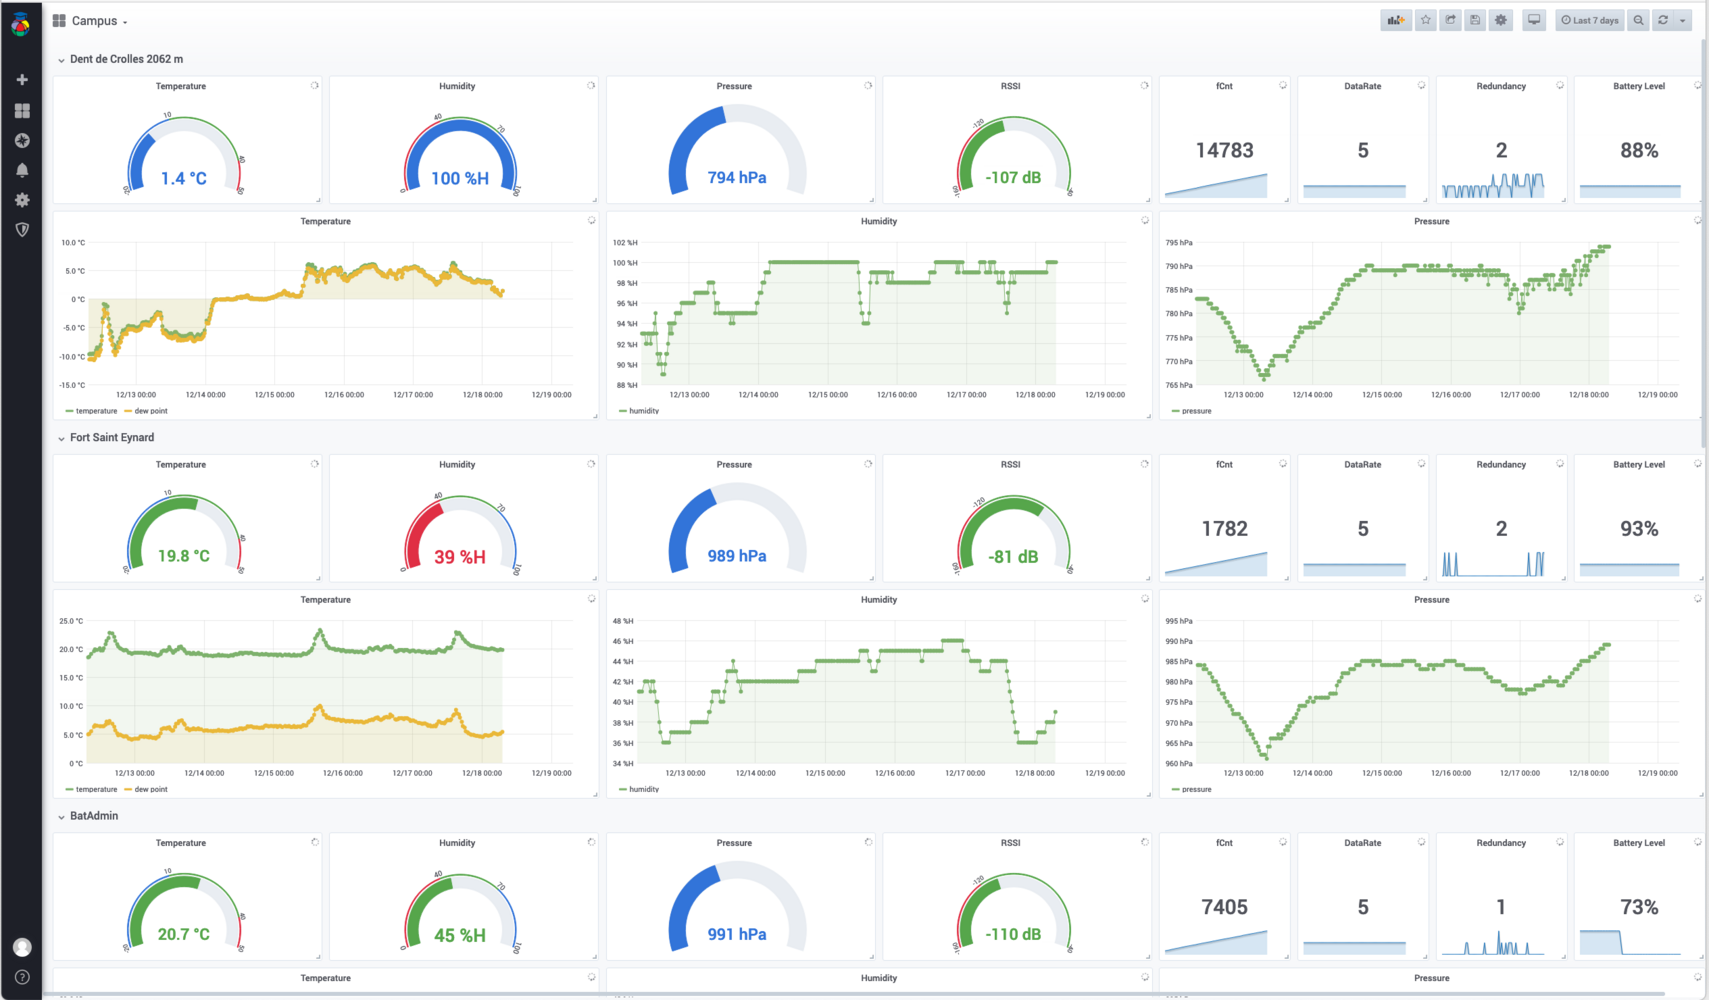 Campus
Last 7 days
Dent de Crolles 2062 m
Temperature
10
40
50
1.4 °C
Humidity
40
70
0
100
100 %H
Pressure
794 hPa
RSSI
-120
-107 dB
fCnt
14783
DataRate
5
Redundancy
2
Battery Level
88%
Temperature
10.0 °C
5.0 °C
0 °C
-5.0 °C
-10.0 °C
-15.0 °C
12/13 00:00 12/14 00:00 12/15 00:00 12/16 00:00 12/17 00:00 12/18 00:00 12/19 00:00
temperature dew point
Humidity
102 %H
100 %H
98 %H
96 %H
94 %H
92 %H
90 %H
88 %H
12/13 00:00 12/14 00:00 12/15 00:00 12/16 00:00 12/17 00:00 12/18 00:00 12/19 00:00
humidity
Pressure
795 hPa
790 hPa
785 hPa
780 hPa
775 hPa
770 hPa
765 hPa
12/13 00:00 12/14 00:00 12/15 00:00 12/16 00:00 12/17 00:00 12/18 00:00 12/19 00:00
pressure
Fort Saint Eynard
Temperature
10
40
50
19.8 °C
Humidity
40
70
0
100
39 %H
Pressure
989 hPa
RSSI
-120
-81 dB
fCnt
1782
DataRate
5
Redundancy
2
Battery Level
93%
Temperature
25.0 °C
20.0 °C
15.0 °C
10.0 °C
5.0 °C
0 °C
12/13 00:00 12/14 00:00 12/15 00:00 12/16 00:00 12/17 00:00 12/18 00:00 12/19 00:00
temperature dew point
Humidity
48 %H
46 %H
44 %H
42 %H
40 %H
38 %H
36 %H
34 %H
12/13 00:00 12/14 00:00 12/15 00:00 12/16 00:00 12/17 00:00 12/18 00:00 12/19 00:00
humidity
Pressure
995 hPa
990 hPa
985 hPa
980 hPa
975 hPa
970 hPa
965 hPa
960 hPa
12/13 00:00 12/14 00:00 12/15 00:00 12/16 00:00 12/17 00:00 12/18 00:00 12/19 00:00
pressure
BatAdmin
Temperature
10
40
50
20.7 °C
Humidity
40
70
0
100
45 %H
Pressure
991 hPa
RSSI
-120
-110 dB
fCnt
7405
DataRate
5
Redundancy
1
Battery Level
73%
Temperature
Humidity
Pressure